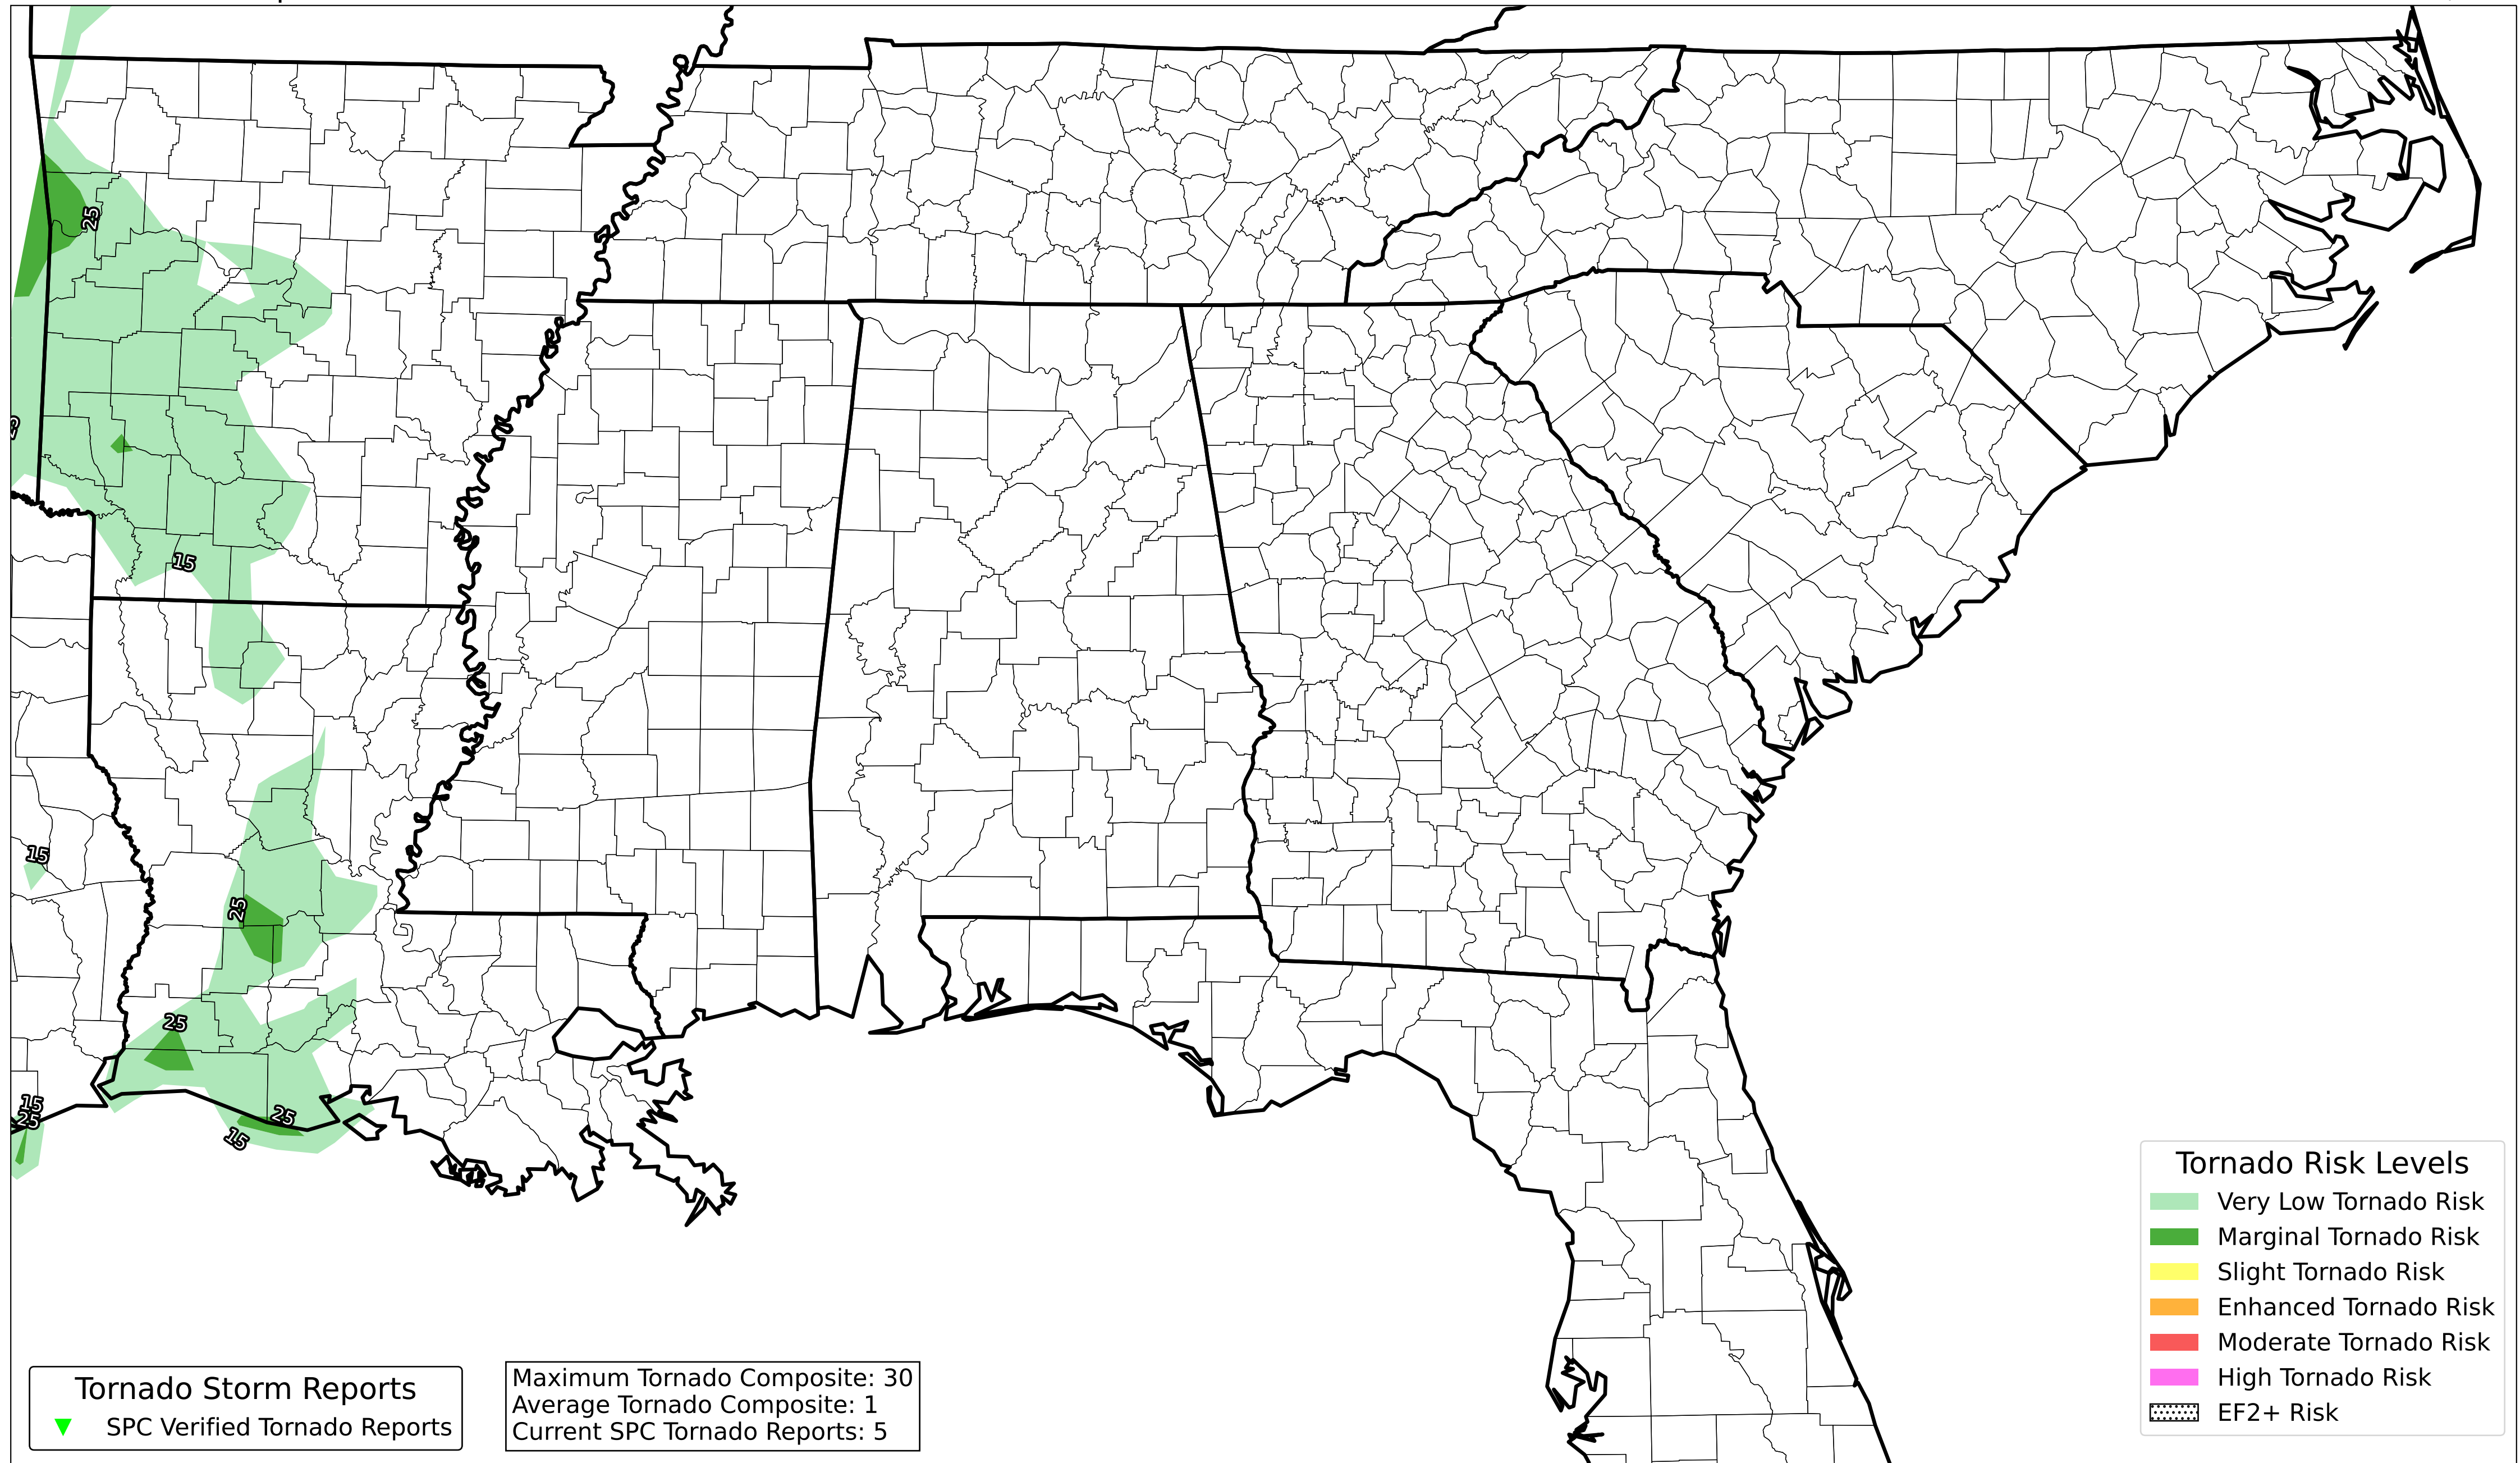 25
15
15
25
25
15
25
25
15
Tornado Risk Levels
Very Low Tornado Risk
Marginal Tornado Risk
Slight Tornado Risk
Enhanced Tornado Risk
Moderate Tornado Risk
High Tornado Risk
EF2+ Risk
Tornado Storm Reports
SPC Verified Tornado Reports
Maximum Tornado Composite: 30
Average Tornado Composite: 1
Current SPC Tornado Reports: 5